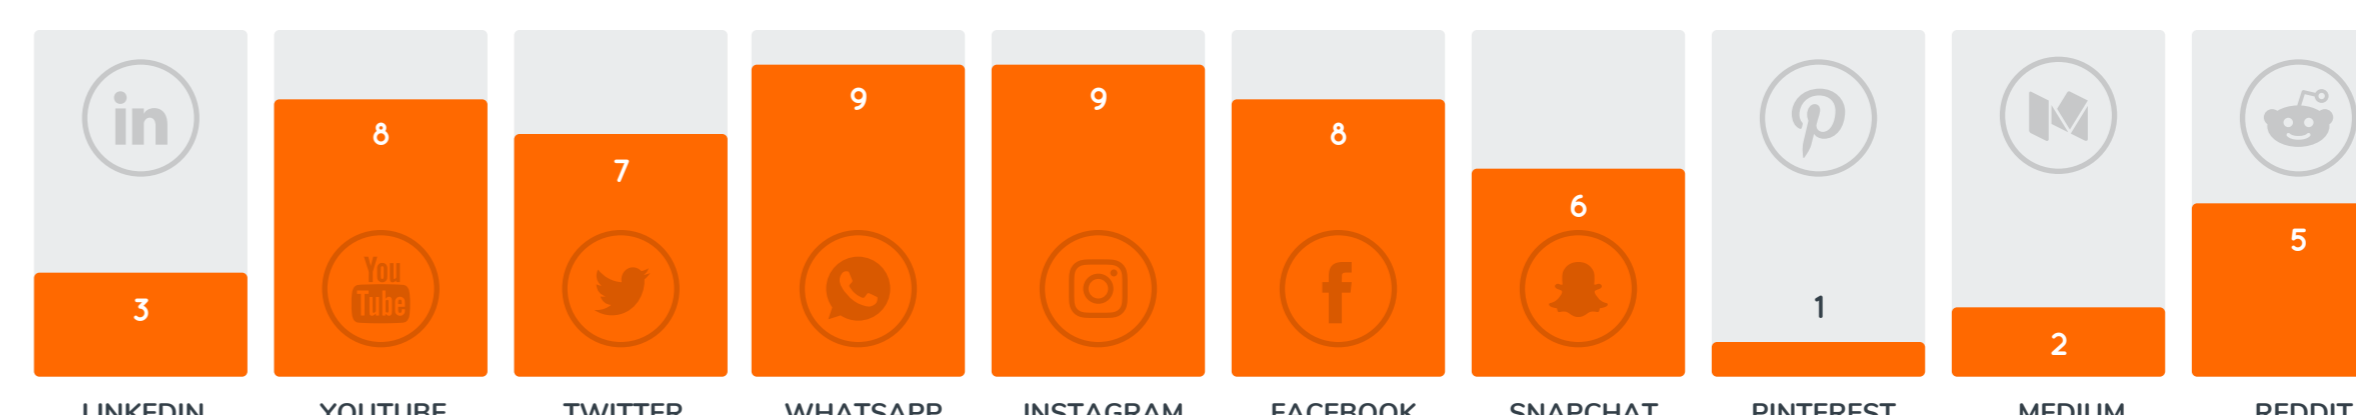 in
8
9
9
8
7
6
You
Tube
5
3
1
2
LINKEDIN YOUTUBE TWITTER WHATSAPP INSTAGRAM FACEBOOK SNAPCHAT PINTEREST MEDIUM REDDIT